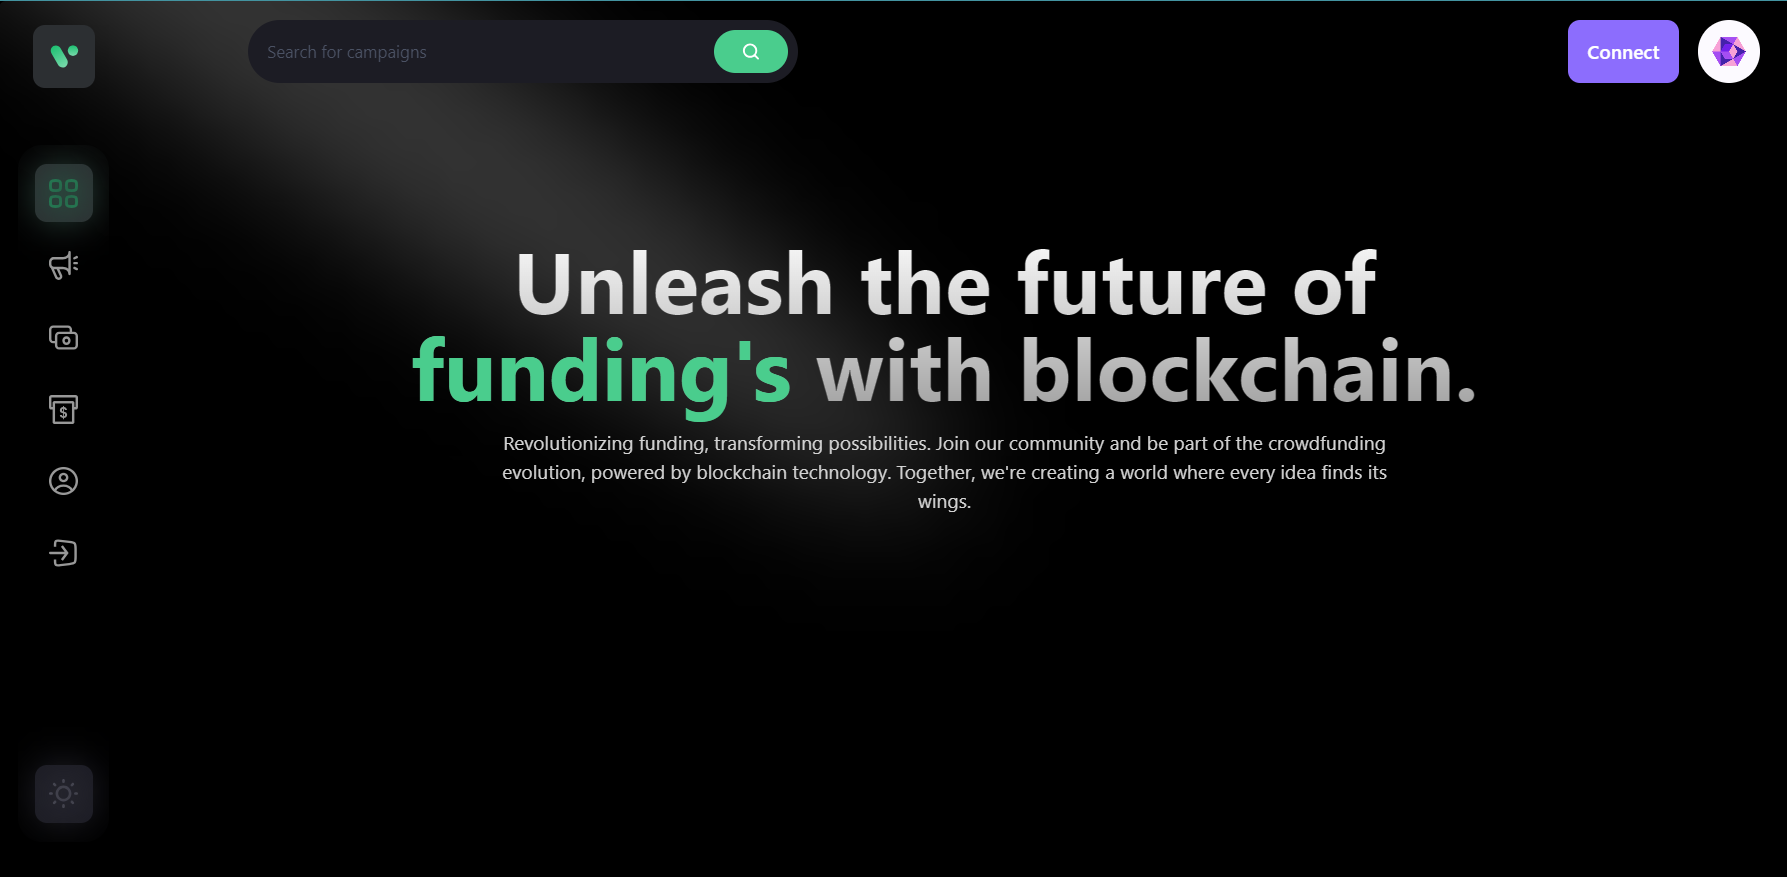 Search for campaigns
Connect
Unleash the future of
funding's with blockchain.
Revolutionizing funding, transforming possibilities. Join our community and be part of the crowdfunding
evolution, powered by blockchain technology. Together, we're creating a world where every idea finds its
wings.